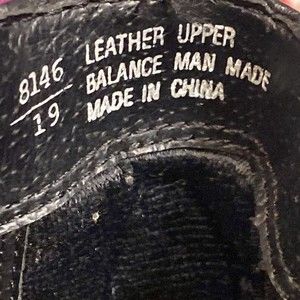 8146
19
LEATHER UPPER
BALANCE MAN MADE
MADE IN CHINA